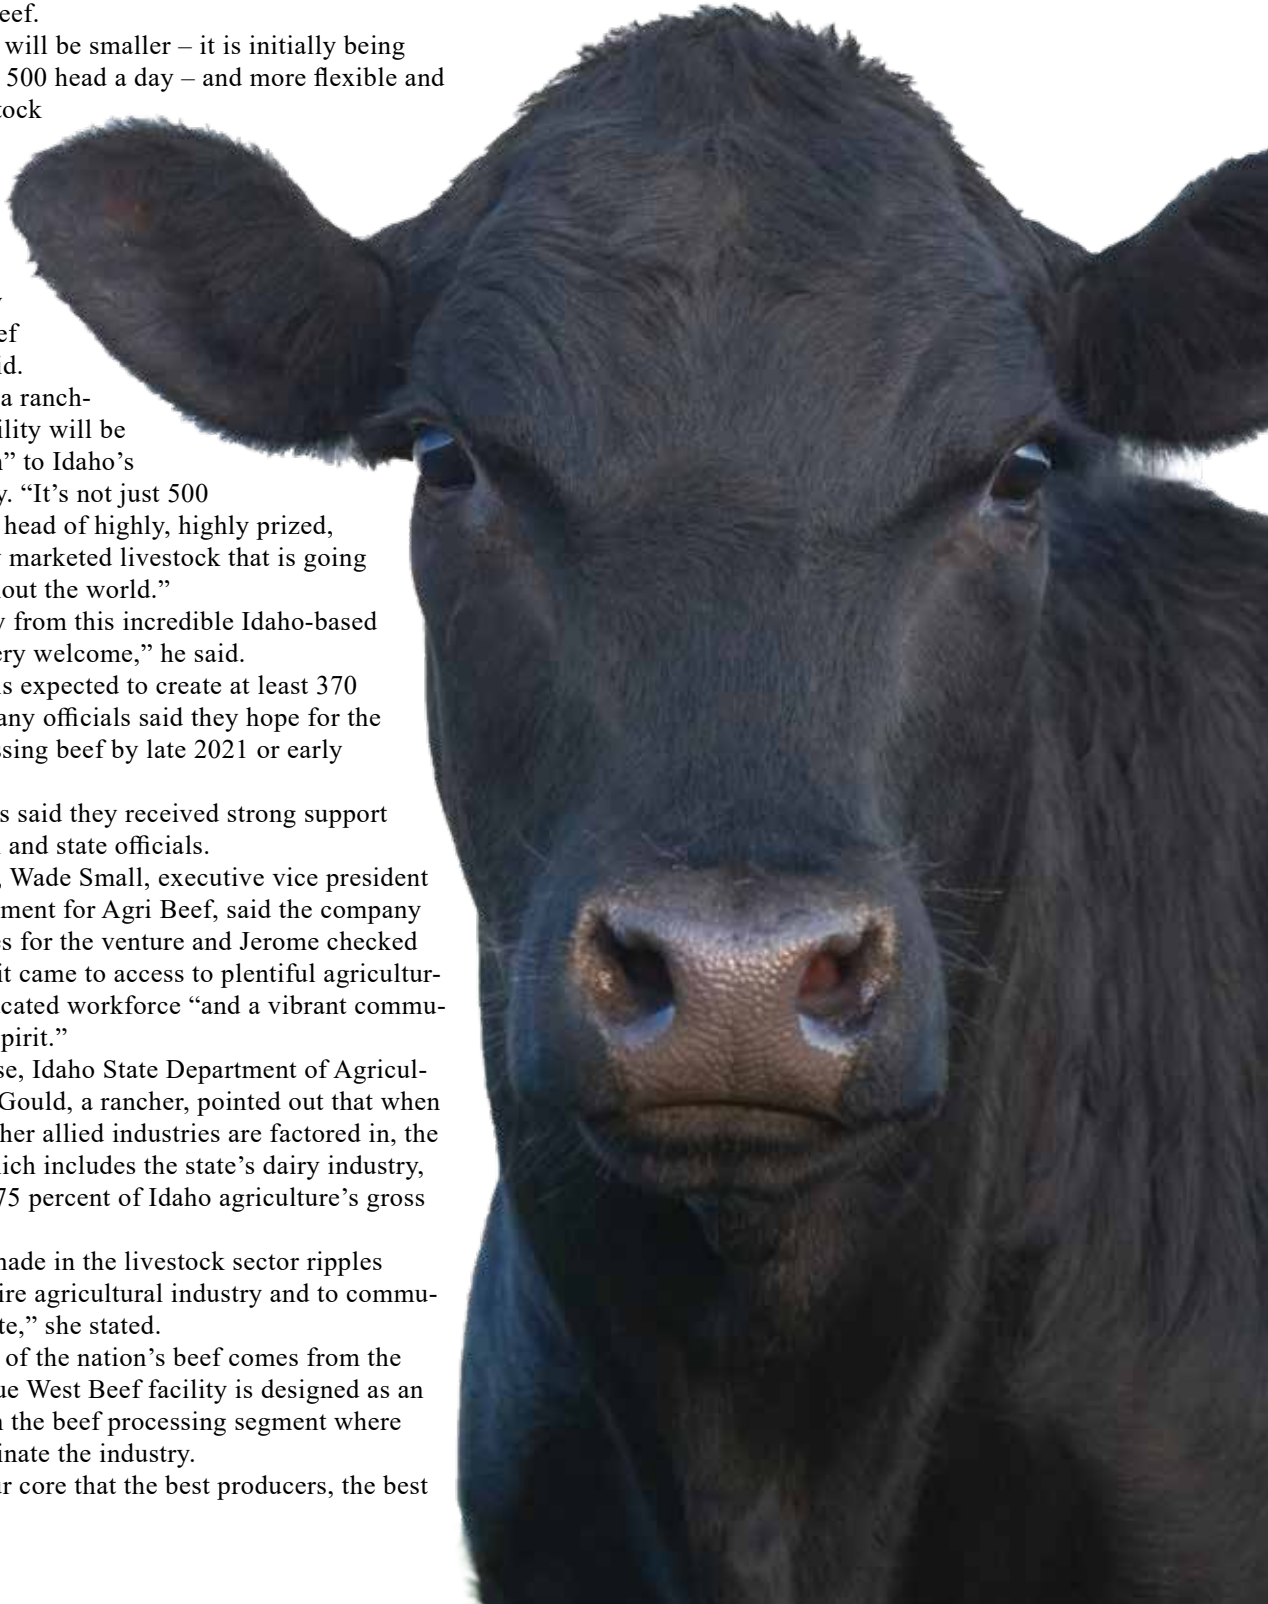 eef.
will be smaller – it is initially being
500 head a day – and more flexible and
tock
ef
id.
a ranch-
ility will be
” to Idaho’s
y. “It’s not just 500
head of highly, highly prized,
marketed livestock that is going
out the world.”
from this incredible Idaho-based
ery welcome,” he said.
s expected to create at least 370
any officials said they hope for the
ssing beef by late 2021 or early
s said they received strong support
and state officials.
, Wade Small, executive vice president
ment for Agri Beef, said the company
es for the venture and Jerome checked
it came to access to plentiful agricultur-
cated workforce “and a vibrant commu-
pirit.”
se, Idaho State Department of Agricul-
Gould, a rancher, pointed out that when
her allied industries are factored in, the
ich includes the state’s dairy industry,
75 percent of Idaho agriculture’s gross
made in the livestock sector ripples
ire agricultural industry and to commu-
te,” she stated.
of the nation’s beef comes from the
ue West Beef facility is designed as an
n the beef processing segment where
inate the industry.
ur core that the best producers, the best